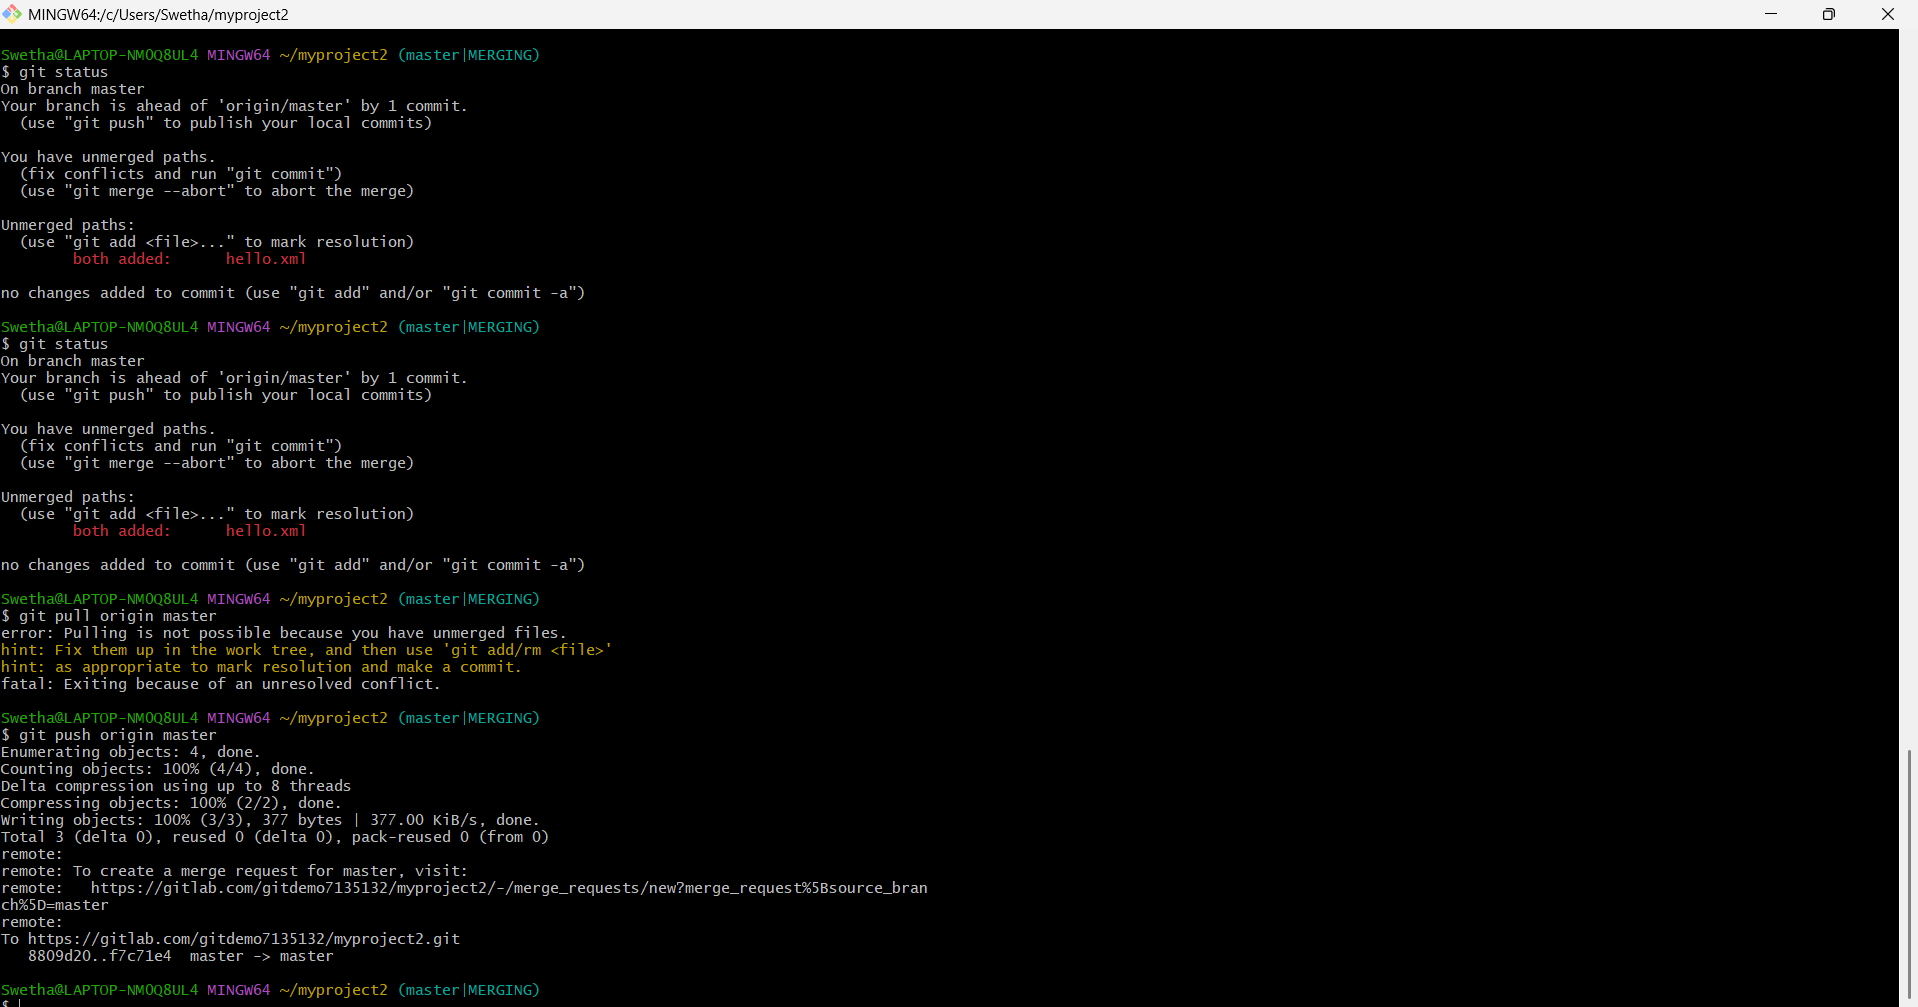 MINGW64:/c/Users/Swetha/myproject2
Swetha@LAPTOP-NMOQ8UL4 MINGW64 ~/myproject2 (master|MERGING)
$ git status
On branch master
Your branch is ahead of 'origin/master' by 1 commit.
  (use "git push" to publish your local commits)

You have unmerged paths.
  (fix conflicts and run "git commit")
  (use "git merge --abort" to abort the merge)

Unmerged paths:
  (use "git add <file>..." to mark resolution)
        both added:      hello.xml

no changes added to commit (use "git add" and/or "git commit -a")

Swetha@LAPTOP-NMOQ8UL4 MINGW64 ~/myproject2 (master|MERGING)
$ git status
On branch master
Your branch is ahead of 'origin/master' by 1 commit.
  (use "git push" to publish your local commits)

You have unmerged paths.
  (fix conflicts and run "git commit")
  (use "git merge --abort" to abort the merge)

Unmerged paths:
  (use "git add <file>..." to mark resolution)
        both added:      hello.xml

no changes added to commit (use "git add" and/or "git commit -a")

Swetha@LAPTOP-NMOQ8UL4 MINGW64 ~/myproject2 (master|MERGING)
$ git pull origin master
error: Pulling is not possible because you have unmerged files.
hint: Fix them up in the work tree, and then use 'git add/rm <file>'
hint: as appropriate to mark resolution and make a commit.
fatal: Exiting because of an unresolved conflict.

Swetha@LAPTOP-NMOQ8UL4 MINGW64 ~/myproject2 (master|MERGING)
$ git push origin master
Enumerating objects: 4, done.
Counting objects: 100% (4/4), done.
Delta compression using up to 8 threads
Compressing objects: 100% (2/2), done.
Writing objects: 100% (3/3), 377 bytes | 377.00 KiB/s, done.
Total 3 (delta 0), reused 0 (delta 0), pack-reused 0 (from 0)
remote:
remote: To create a merge request for master, visit:
remote:   https://gitlab.com/gitdemo7135132/myproject2/-/merge_requests/new?merge_request%5Bsource_bran
ch%5D=master
remote:
To https://gitlab.com/gitdemo7135132/myproject2.git
   8809d20..f7c71e4  master -> master

Swetha@LAPTOP-NMOQ8UL4 MINGW64 ~/myproject2 (master|MERGING)
$